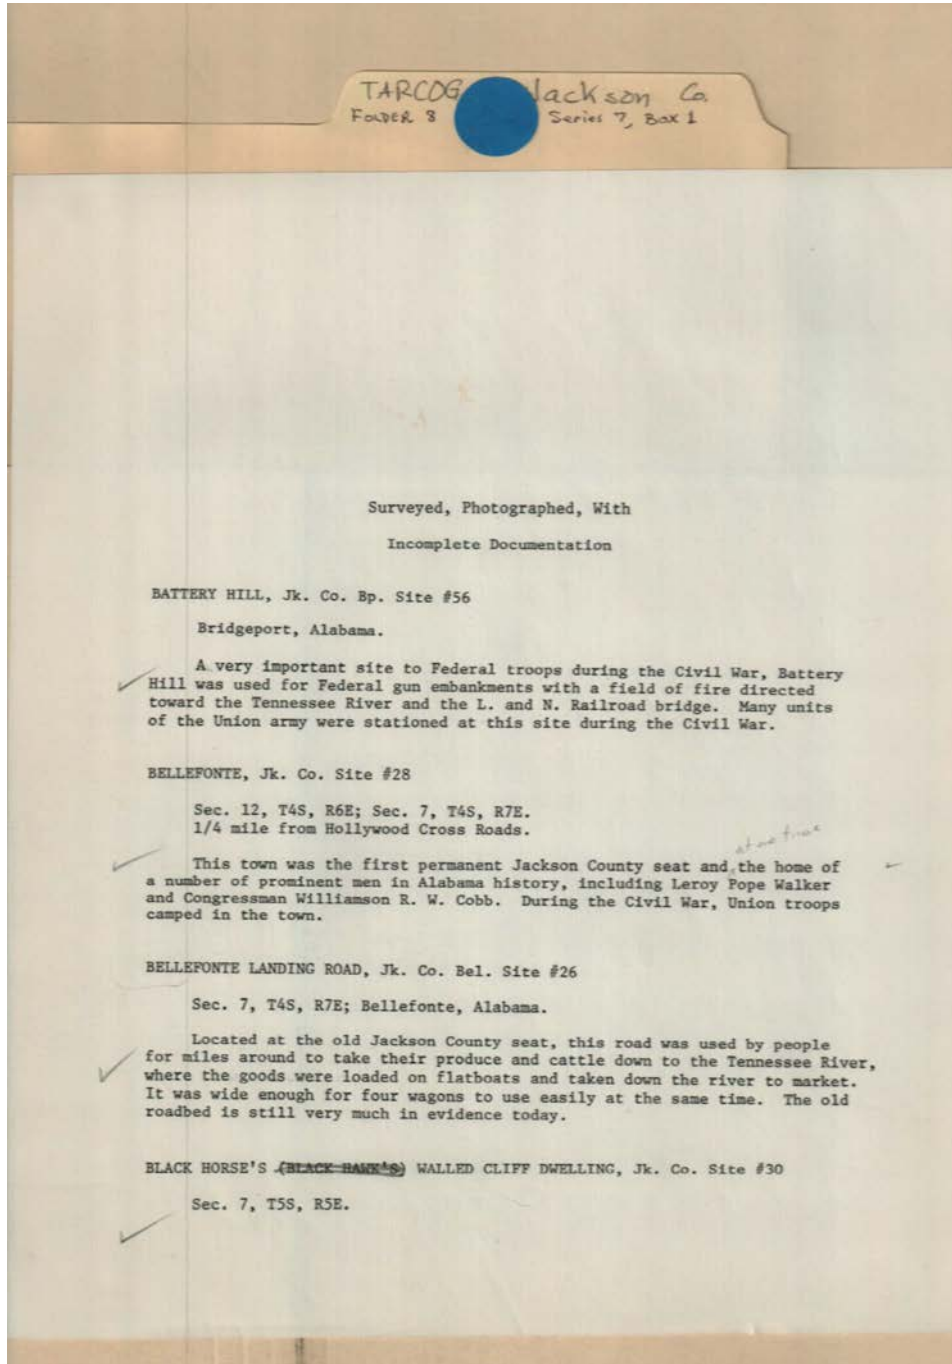 TARCOG Jackson Co.
FOLDER 8 Series 7, Box 1
Surveyed, Photographed, With
Incomplete Documentation
BATTERY HILL, Jk. Co. Bp. Site #56
Bridgeport, Alabama.
A very important site to Federal troops during the Civil War, Battery
Hill was used for Federal gun embankments with a field of fire directed
toward the Tennessee River and the L. and N. Railroad bridge. Many units
of the Union army were stationed at this site during the Civil War.
BELLEFONTE, Jk. Co. Site #28
Sec. 12, T4S, R6E; Sec. 7, T4S, R7E.
1/4 mile from Hollywood Cross Roads.
at one time
This town was the first permanent Jackson County seat and the home of
a number of prominent men in Alabama history, including Leroy Pope Walker
and Congressman Williamson R. W. Cobb. During the Civil War, Union troops
camped in the town.
BELLEFONTE LANDING ROAD, Jk. Co. Bel. Site #26
Sec. 7, T4S, R7E; Bellefonte, Alabama.
Located at the old Jackson County seat, this road was used by people
for miles around to take their produce and cattle down to the Tennessee River,
where the goods were loaded on flatboats and taken down the river to market.
It was wide enough for four wagons to use easily at the same time. The old
roadbed is still very much in evidence today.
BLACK HORSE'S (BLACK HAWK'S) WALLED CLIFF DWELLING, Jk. Co. Site #30
Sec. 7, T5S, R5E.